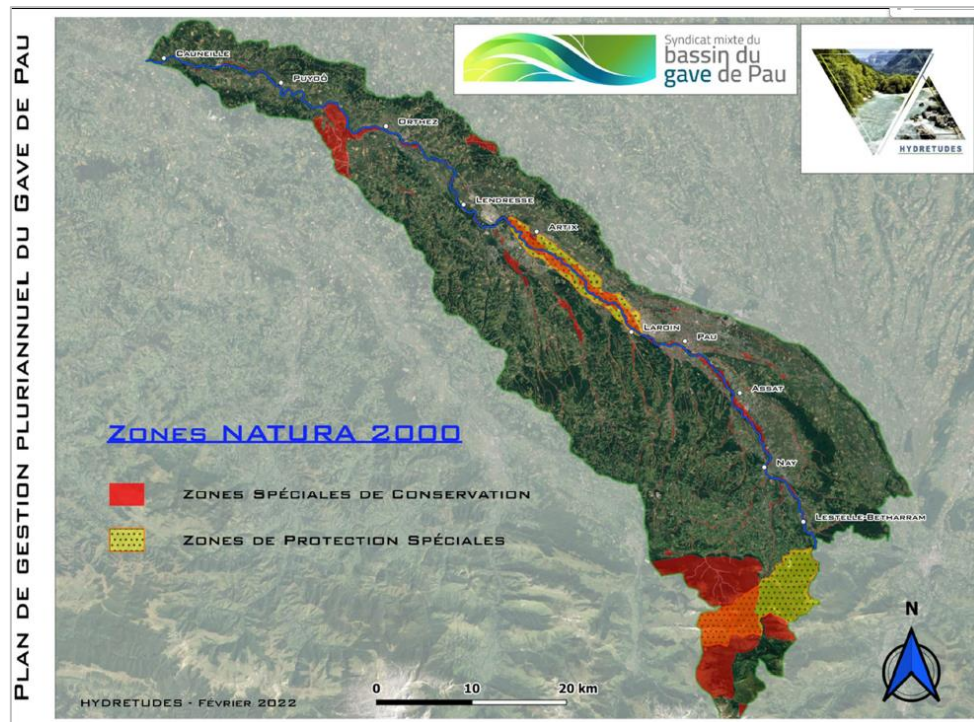 PLAN DE GESTION PLURIANNUEL DU GAVE DE PAU
Syndicat mixte du
bassin du
gave de Pau
HYDRETUDES
CAUNEILLE
PUYOÔ
ORTHEZ
LENDRESSE
ARTIX
LAROIN
PAU
ASSAT
NAY
LESTELLE-BETHARRAM
ZONES NATURA 2000
ZONES SPÉCIALES DE CONSERVATION
ZONES DE PROTECTION SPÉCIALES
N
0 10 20 km
HYDRETUDES - FÉVRIER 2022